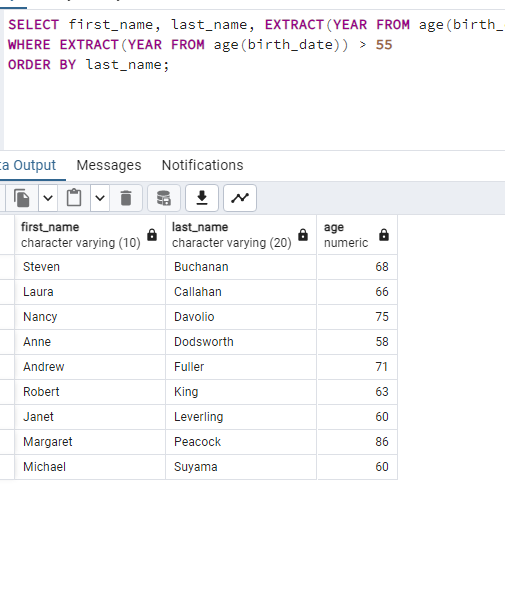 SELECT first_name, last_name, EXTRACT(YEAR FROM age(birth_
WHERE EXTRACT(YEAR FROM age(birth_date)) > 55
ORDER BY last_name;
ta Output Messages Notifications
first_name last_name age
character varying (10) character varying (20) numeric
Steven Buchanan 68
Laura Callahan 66
Nancy Davolio 75
Anne Dodsworth 58
Andrew Fuller 71
Robert King 63
Janet Leverling 60
Margaret Peacock 86
Michael Suyama 60